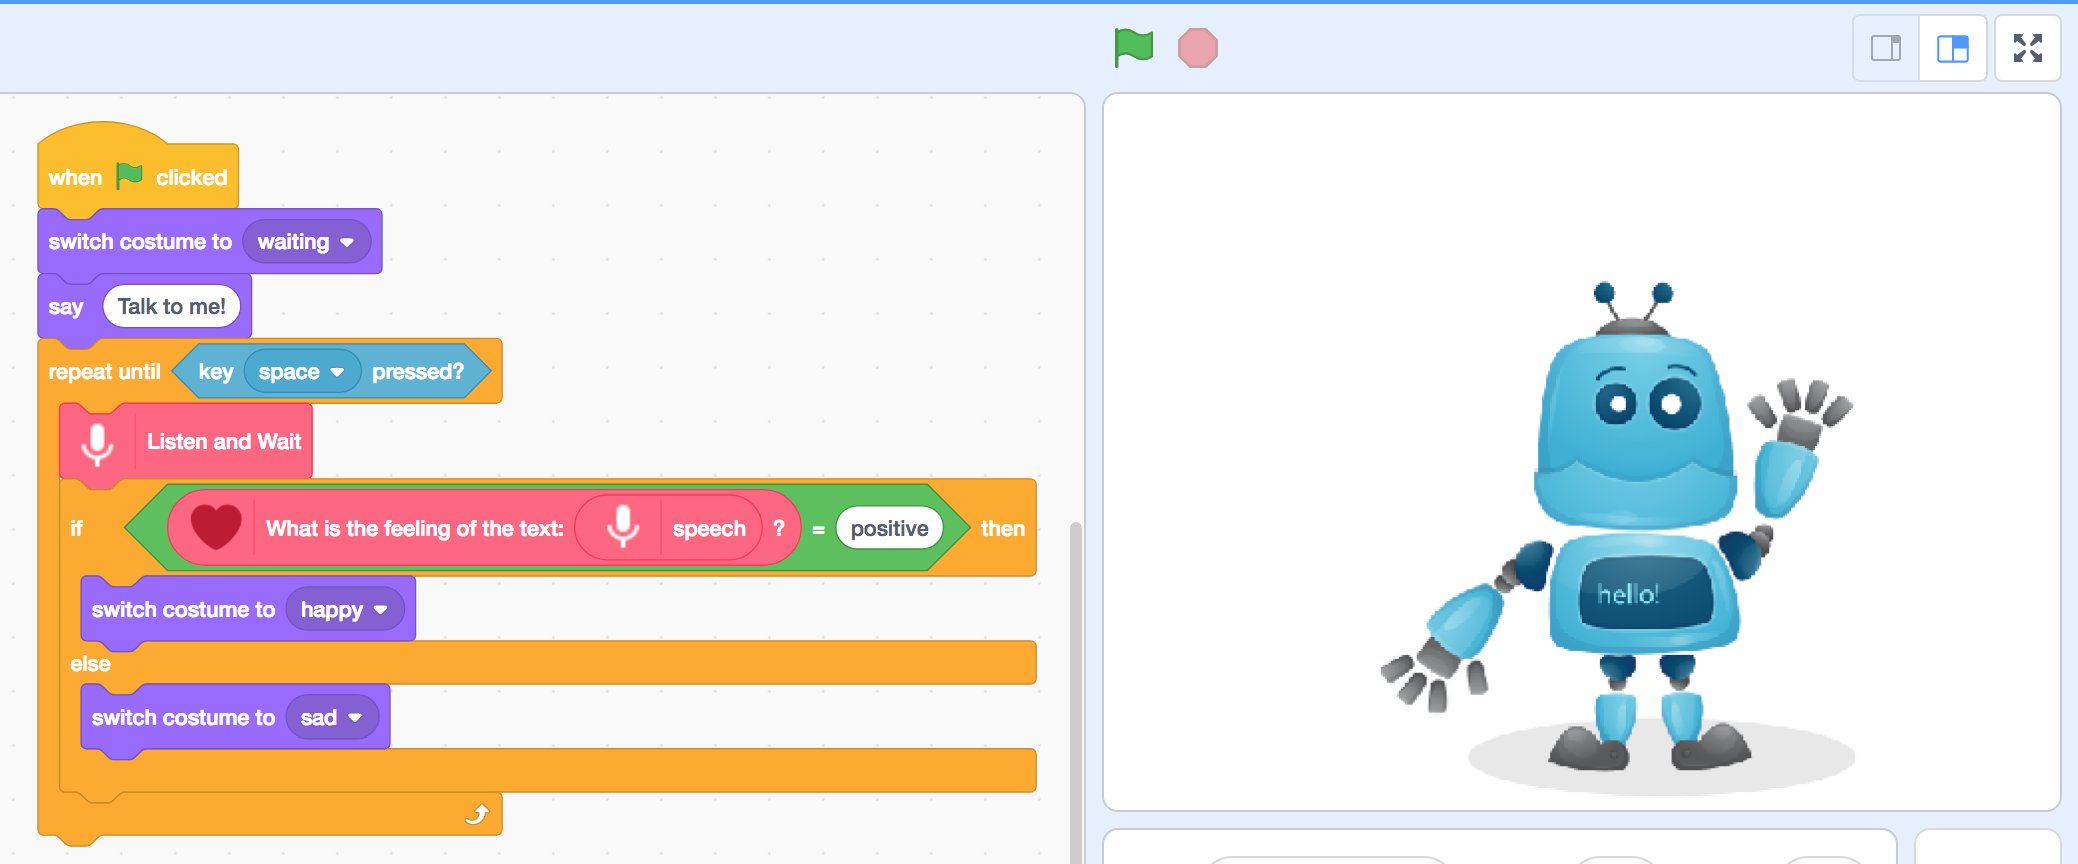 when clicked
switch costume to waiting
say Talk to me!
repeat until key space pressed?
Listen and Wait
if What is the feeling of the text: speech ? = positive then
switch costume to happy
else
switch costume to sad
hello!